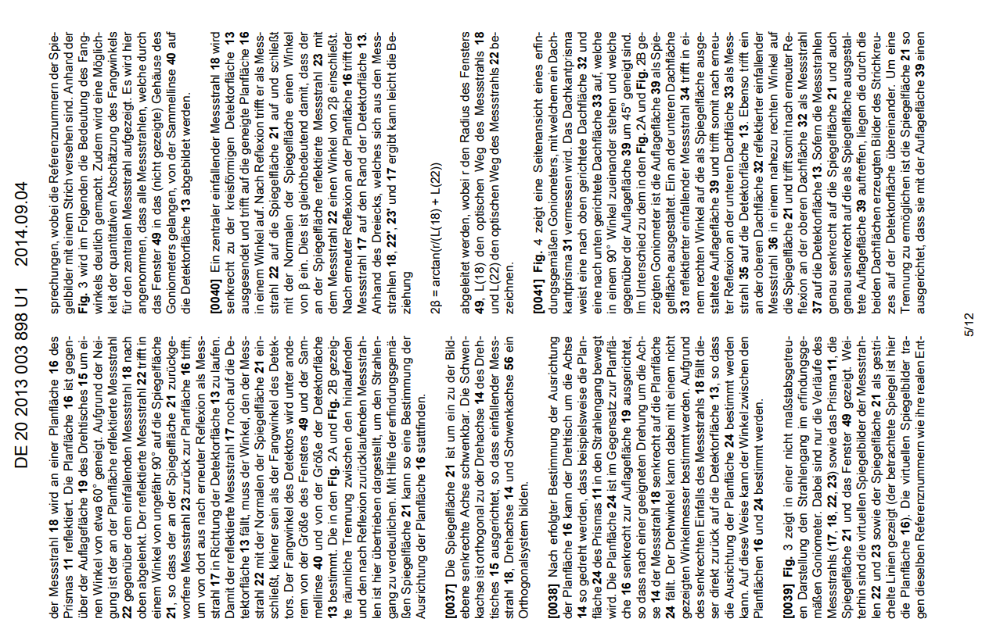 DE 20 2013 003 898 U1 2014.09.04
der Messstrahl 18 wird an einer Planfläche 16 des
Prismas 11 reflektiert. Die Planfläche 16 ist gegen-
über der Auflagefläche 19 des Drehtisches 15 um ei-
nen Winkel von etwa 60° geneigt. Aufgrund der Nei-
gung ist der an der Planfläche reflektierte Messstrahl
22 gegenüber dem einfallenden Messstrahl 18 nach
oben abgelenkt. Der reflektierte Messstrahl 22 trifft in
einem Winkel von ungefähr 90° auf die Spiegelfläche
21, so dass der an der Spiegelfläche 21 zurückge-
worfene Messstrahl 23 zurück zur Planfläche 16 trifft,
um von dort aus nach erneuter Reflexion als Mess-
strahl 17 in Richtung der Detektorfläche 13 zu laufen.
Damit der reflektierte Messstrahl 17 noch auf die De-
tektorfläche 13 fällt, muss der Winkel, den der Mess-
strahl 22 mit der Normalen der Spiegelfläche 21 ein-
schließt, kleiner sein als der Fangwinkel des Detek-
tors. Der Fangwinkel des Detektors wird unter ande-
rem von der Größe des Fensters 49 und der Sam-
mellinse 40 und von der Größe der Detektorfläche
13 bestimmt. Die in den Fig. 2A und Fig. 2B gezeig-
te räumliche Trennung zwischen den hinlaufenden
und den nach Reflexion zurücklaufenden Messstrah-
len ist hier übertrieben dargestellt, um den Strahlen-
gang zu verdeutlichen. Mit Hilfe der erfindungsgemä-
ßen Spiegelfläche 21 kann so eine Bestimmung der
Ausrichtung der Planfläche 16 stattfinden.
[0037] Die Spiegelfläche 21 ist um ein zu der Bild-
ebene senkrechte Achse schwenkbar. Die Schwen-
kachse ist orthogonal zu der Drehachse 14 des Dreh-
tisches 15 ausgerichtet, so dass einfallender Mess-
strahl 18, Drehachse 14 und Schwenkachse 56 ein
Orthogonalsystem bilden.
[0038] Nach erfolgter Bestimmung der Ausrichtung
der Planfläche 16 kann der Drehtisch um die Achse
14 so gedreht werden, dass beispielsweise die Plan-
fläche 24 des Prismas 11 in den Strahlengang bewegt
wird. Die Planfläche 24 ist im Gegensatz zur Planflä-
che 16 senkrecht zur Auflagefläche 19 ausgerichtet,
so dass nach einer geeigneten Drehung um die Ach-
se 14 der Messstrahl 18 senkrecht auf die Planfläche
24 fällt. Der Drehwinkel kann dabei mit einem nicht
gezeigten Winkelmesser bestimmt werden. Aufgrund
des senkrechten Einfalls des Messtrahls 18 fällt die-
ser direkt zurück auf die Detektorfläche 13, so dass
die Ausrichtung der Planfläche 24 bestimmt werden
kann. Auf diese Weise kann der Winkel zwischen den
Planflächen 16 und 24 bestimmt werden.
[0039] Fig. 3 zeigt in einer nicht maßstabsgetreu-
en Darstellung den Strahlengang im erfindungsge-
mäßen Goniometer. Dabei sind nur die Verläufe des
Messtrahls (17, 18, 22, 23) sowie das Prisma 11, die
Spiegelfläche 21 und das Fenster 49 gezeigt. Wei-
terhin sind die virtuellen Spiegelbilder der Messstrah-
len 22 und 23 sowie der Spiegelfläche 21 als gestri-
chelte Linien gezeigt (der betrachtete Spiegel ist hier
die Planfläche 16). Die virtuellen Spiegelbilder tra-
gen dieselben Referenznummern wie ihre realen Ent-
sprechungen, wobei die Referenznummern der Spie-
gelbilder mit einem Strich versehen sind. Anhand der
Fig. 3 wird im Folgenden die Bedeutung des Fang-
winkels deutlich gemacht. Zudem wird eine Möglich-
keit der quantitativen Abschätzung des Fangwinkels
für den zentralen Messstrahl aufgezeigt. Es wird hier
angenommen, dass alle Messstrahlen, welche durch
das Fenster 49 in das (nicht gezeigte) Gehäuse des
Goniometers gelangen, von der Sammellinse 40 auf
die Detektorfläche 13 abgebildet werden.
[0040] Ein zentraler einfallender Messstrahl 18 wird
senkrecht zu der kreisförmigen Detektorfläche 13
ausgesendet und trifft auf die geneigte Planfläche 16
in einem Winkel auf. Nach Reflexion trifft er als Mess-
strahl 22 auf die Spiegelfläche 21 auf und schließt
mit der Normalen der Spiegelfläche einen Winkel
von β ein. Dies ist gleichbedeutend damit, dass der
an der Spiegelfläche reflektierte Messstrahl 23 mit
dem Messstrahl 22 einen Winkel von 2β einschließt.
Nach erneuter Reflexion an der Planfläche 16 trifft der
Messstrahl 17 auf den Rand der Detektorfläche 13.
Anhand des Dreiecks, welches sich aus den Mess-
strahlen 18, 22', 23' und 17 ergibt kann leicht die Be-
ziehung
2β = arctan(r/(L(18) + L(22))
abgeleitet werden, wobei r den Radius des Fensters
49, L(18) den optischen Weg des Messtrahls 18
und L(22) den optischen Weg des Messtrahls 22 be-
zeichnen.
[0041] Fig. 4 zeigt eine Seitenansicht eines erfin-
dungsgemäßen Goniometers, mit welchem ein Dach-
kantprisma 31 vermessen wird. Das Dachkantprisma
weist eine nach oben gerichtete Dachfläche 32 und
eine nach unten gerichtete Dachfläche 33 auf, welche
in einem 90° Winkel aufeinander stehen und welche
gegenüber der Auflagefläche 39 um 45° geneigt sind.
Im Unterschied zu dem in den Fig. 2A und Fig. 2B ge-
zeigten Goniometer ist die Auflagefläche 39 als Spie-
gelfläche ausgestaltet. Ein an der unteren Dachfläche
33 reflektierter einfallender Messstrahl 34 trifft in ei-
nem rechten Winkel auf die als Spiegelfläche ausge-
staltete Auflagefläche 39 und trifft somit nach erneu-
ter Reflexion an der unteren Dachfläche 33 als Mess-
strahl 35 auf die Detektorfläche 13. Ebenso trifft ein
an der oberen Dachfläche 32 reflektierter einfallender
Messstrahl 36 in einem nahezu rechten Winkel auf
die Spiegelfläche 21 und trifft somit nach erneuter Re-
flexion an der oberen Dachfläche 32 als Messstrahl
37 auf die Detektorfläche 13. Sofern die Messstrahlen
genau senkrecht auf die Spiegelfläche 21 und auch
genau senkrecht auf die als Spiegelfläche ausgestal-
tete Auflagefläche 39 auftreffen, liegen die durch die
beiden Dachflächen erzeugten Bilder des Strichkreu-
zes auf der Detektorfläche übereinander. Um eine
Trennung zu ermöglichen ist die Spiegelfläche 21 so
ausgerichtet, dass sie mit der Auflagefläche 39 einen
5/12